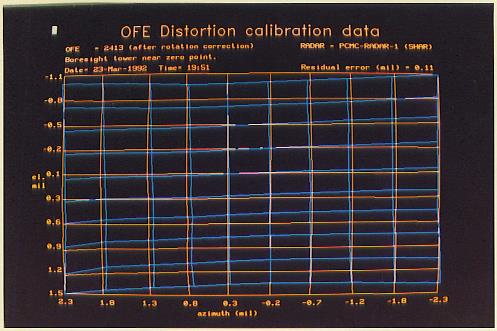 OFE Distortion calibration data
OFE = 2413 (after rotation correction) RADAR = PCMC-RADAR-1 (SHAR)
Boresight lower near zero point.
Date= 23-Mar-1992 Time= 19:51 Residual error (mil) = 0.11
-1.1
-0.8
-0.5
-0.2
0.1
el.
mil
0.3
0.6
0.9
1.2
1.5
2.3 1.8 1.3 0.8 0.3 -0.2 -0.7 -1.2 -1.8 -2.3
azimuth (mil)